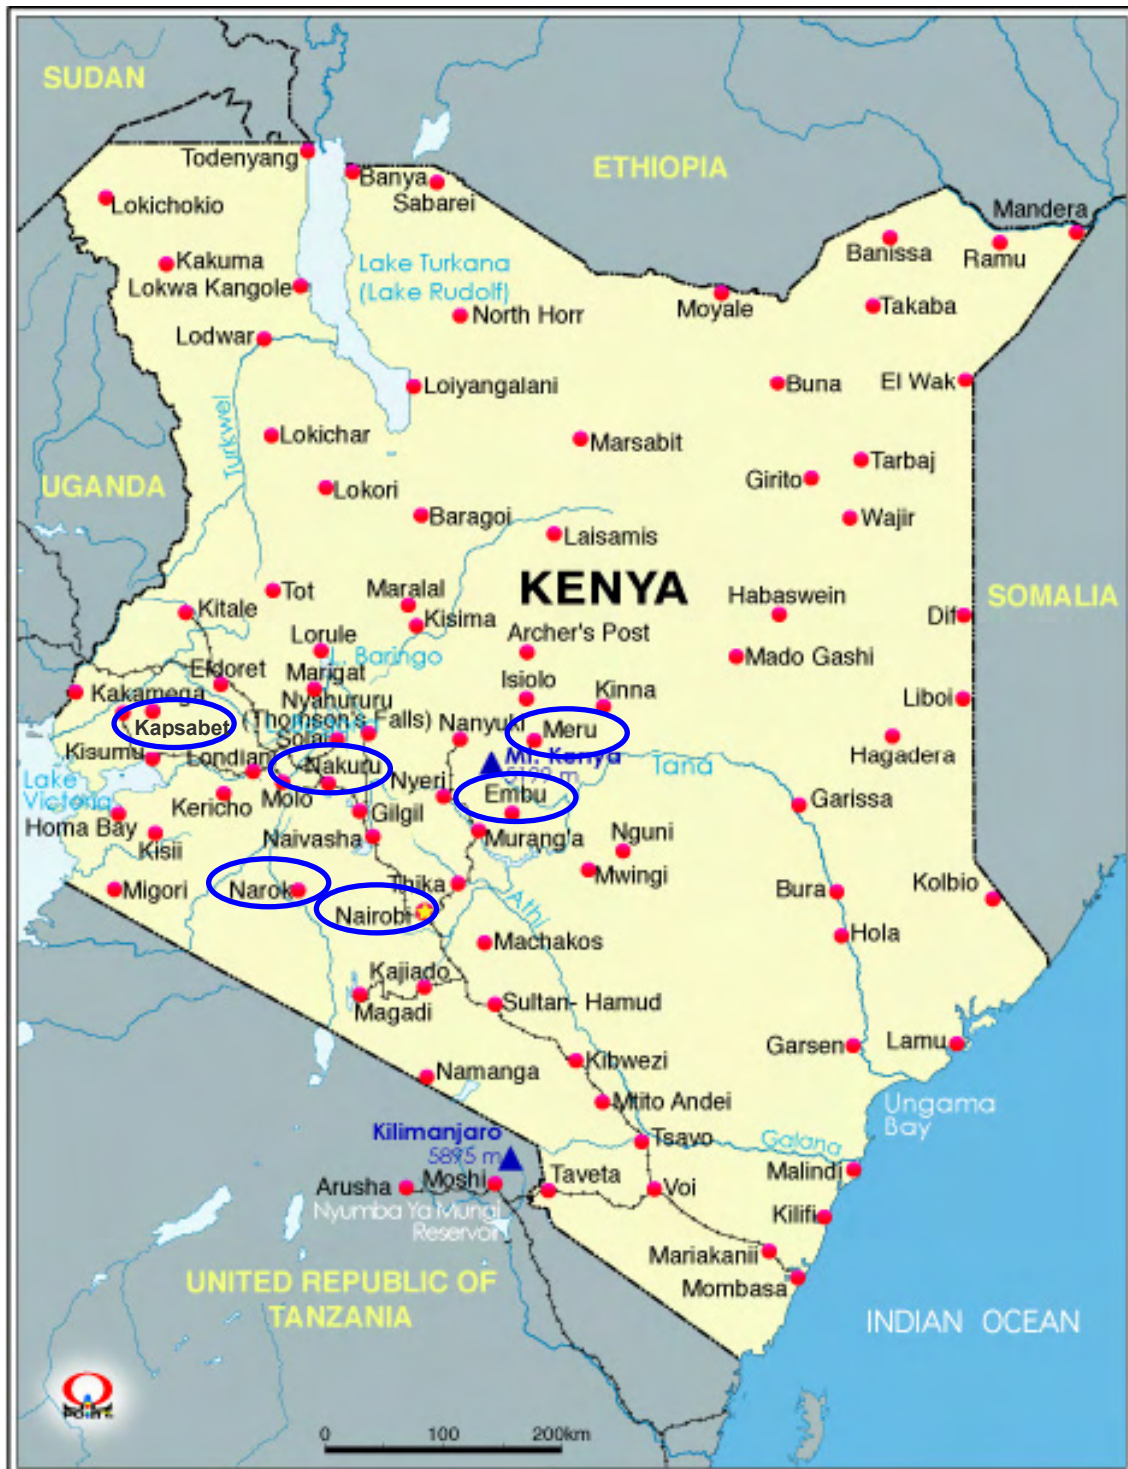 SUDAN
ETHIOPIA
Todenyang
Banya
Sabarei
Lokichokio
Mandera
Banissa
Ramu
Kakuma
Lake Turkana
(Lake Rudolf)
Lokwa Kangole
North Horr
Moyale
Takaba
Lodwar
Loiyangalani
Buna
El Wak
Turkwel
Lokichar
Marsabit
Tarbaj
Girito
UGANDA
Lokori
Baragoi
Wajir
Laisamis
KENYA
SOMALIA
Tot
Maralal
Kitale
Kisima
Habaswein
Dif
Lorule
Archer's Post
L. Baringo
Mado Gashi
Eldoret
Marigat
Isiolo
Kinna
Liboi
Kakamega
Nyahururu
(Thomson's Falls)
Kapsabet
Nanyuki
Meru
Solai
Hagadera
Kisumu
Londiani
Nakuru
Mt. Kenya
5199 m
Tana
Lake
Victoria
Kericho
Molo
Nyeri
Embu
Garissa
Homa Bay
Gilgil
Kisii
Naivasha
Murang'a
Nguni
Mwingi
Migori
Narok
Thika
Bura
Kolbio
Nairobi
Athi
Machakos
Hola
Kajiado
Magadi
Sultan- Hamud
Garsen
Lamu
Namanga
Kibwezi
Mtito Andei
Ungama
Bay
Kilimanjaro
5895 m
Tsavo
Galana
Malindi
Arusha
Moshi
Taveta
Voi
Nyumba Ya Mungi
Reservoir
Kilifi
Mariakanii
Mombasa
UNITED REPUBLIC OF
TANZANIA
INDIAN OCEAN
0 100 200km